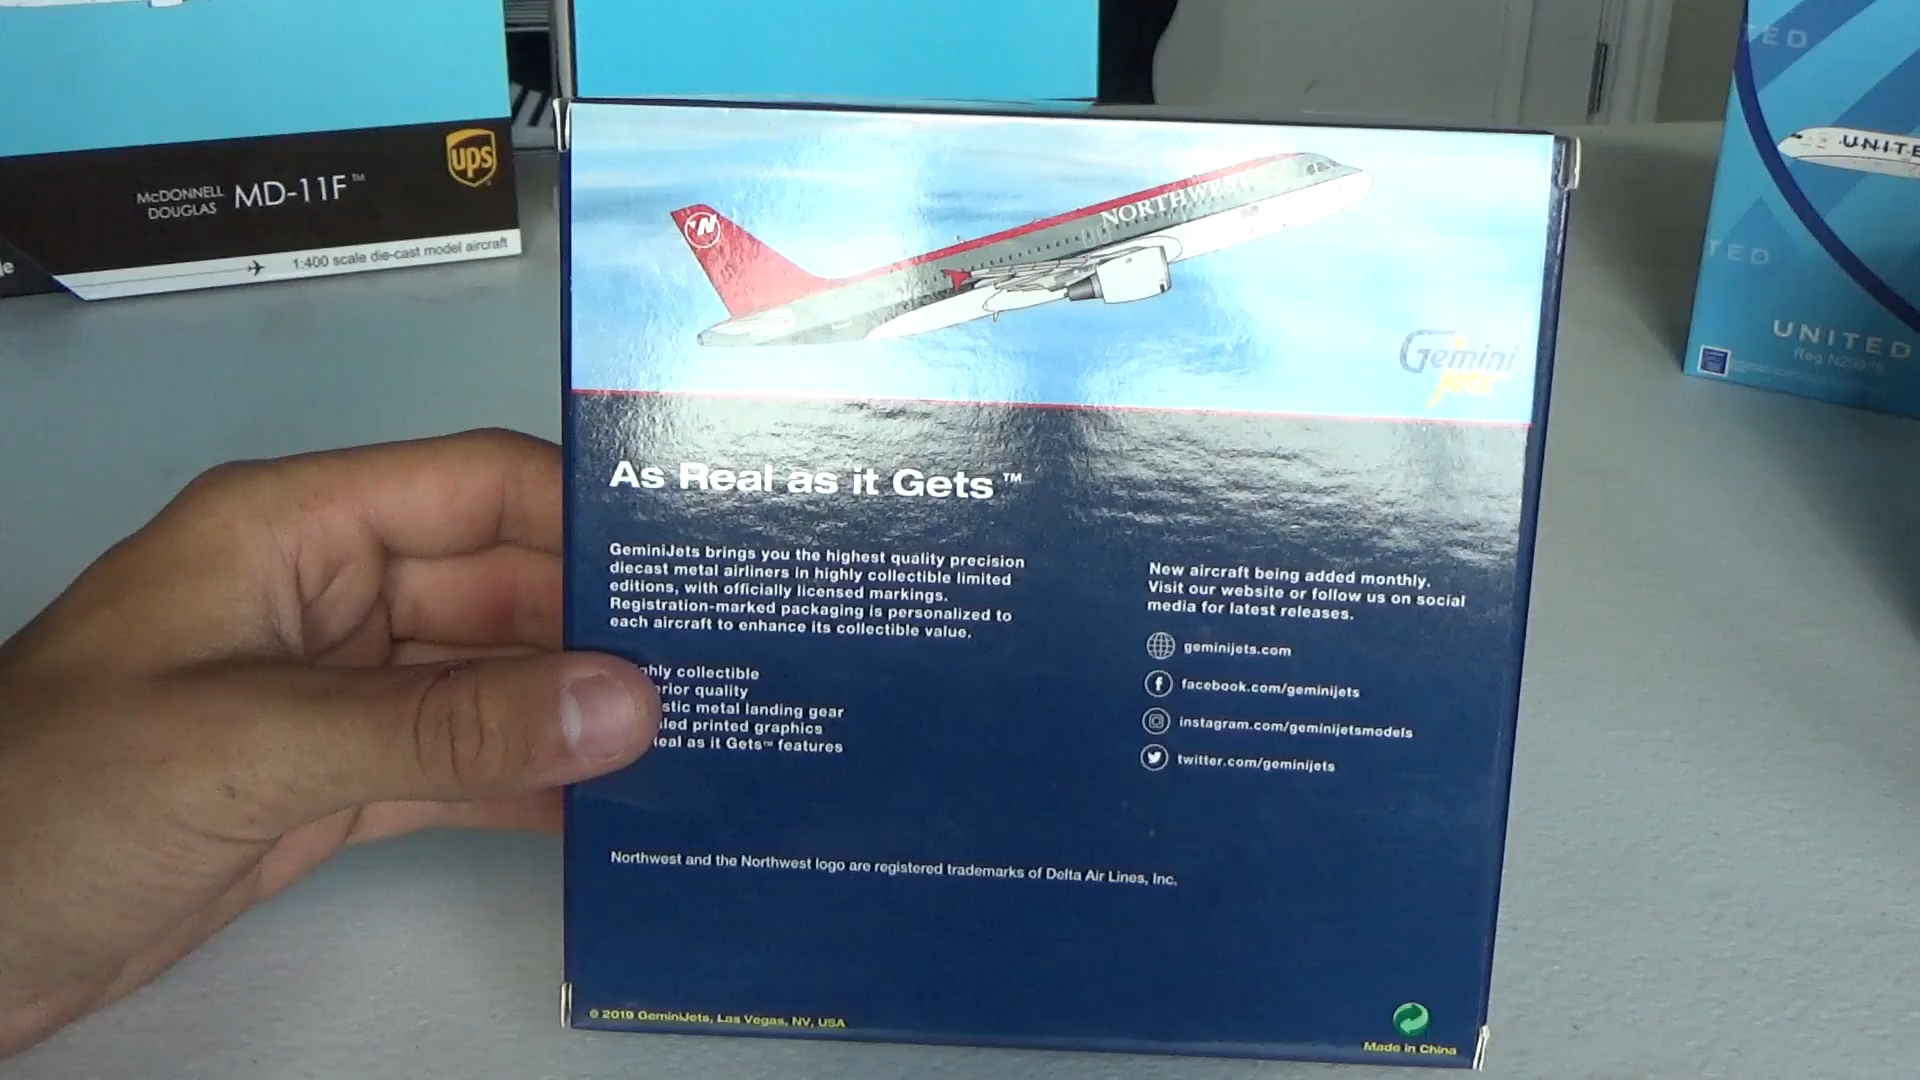 McDONNELL
DOUGLAS MD-11F™
ups
1:400 scale die-cast model aircraft
NORTHWEST
N
Gemini
Jets
As Real as it Gets™
GeminiJets brings you the highest quality precision
diecast metal airliners in highly collectible limited
editions, with officially licensed markings.
Registration-marked packaging is personalized to
each aircraft to enhance its collectible value.
hly collectible
rior quality
stic metal landing gear
led printed graphics
eal as it Gets™ features
New aircraft being added monthly.
Visit our website or follow us on social
media for latest releases.
geminijets.com
facebook.com/geminijets
instagram.com/geminijetsmodels
twitter.com/geminijets
Northwest and the Northwest logo are registered trademarks of Delta Air Lines, Inc.
© 2019 GeminiJets, Las Vegas, NV, USA
Made in China
TED
UNITE
TED
UNITED